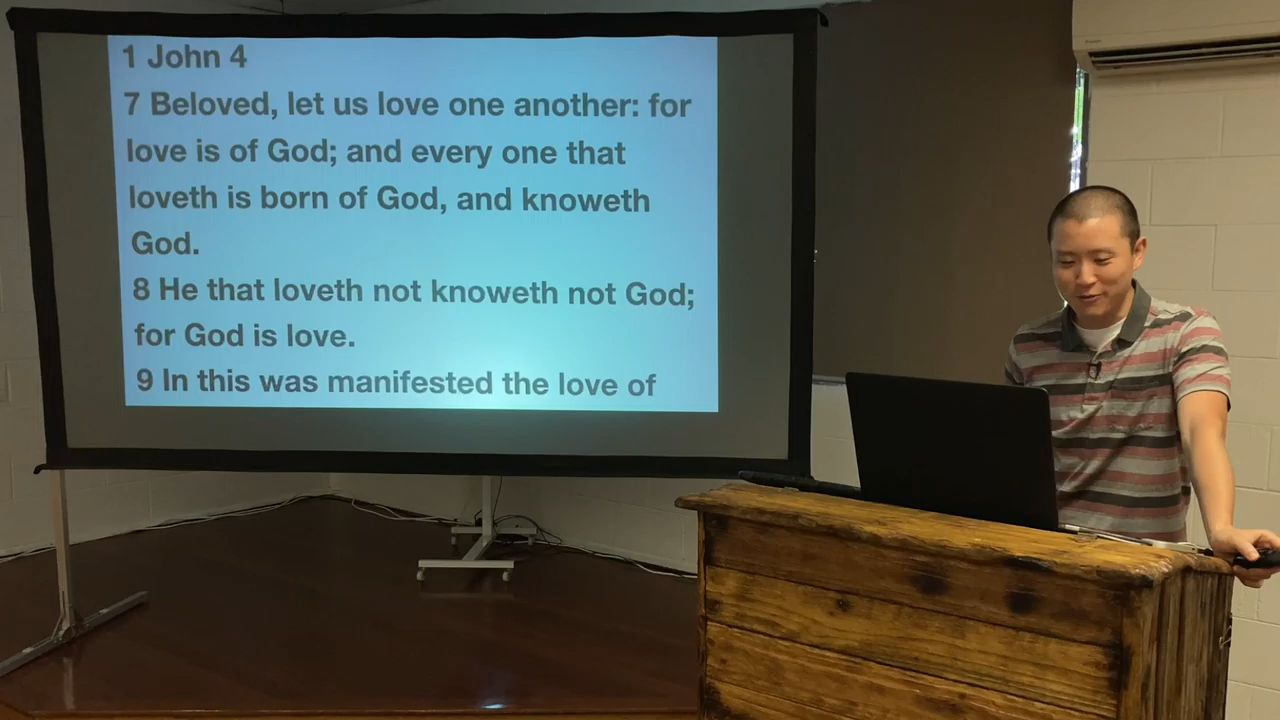 1 John 4
7 Beloved, let us love one another: for
love is of God; and every one that
loveth is born of God, and knoweth
God.
8 He that loveth not knoweth not God;
for God is love.
9 In this was manifested the love of